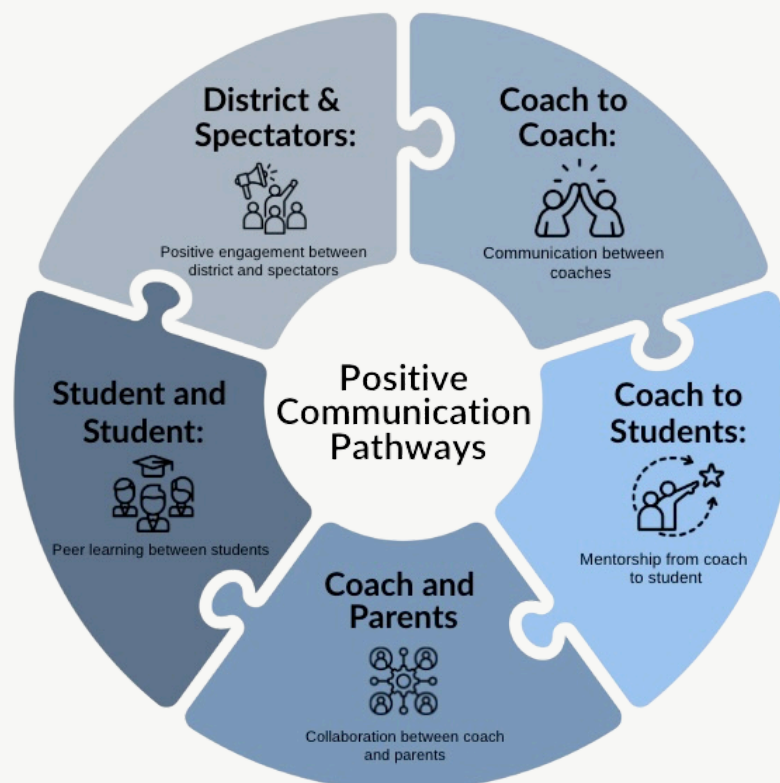 District &
Spectators:
Positive engagement between
district and spectators
Coach to
Coach:
Communication between
coaches
Coach to
Students:
Mentorship from coach
to student
Coach and
Parents
Collaboration between coach
and parents
Student and
Student:
Peer learning between students
Positive
Communication
Pathways